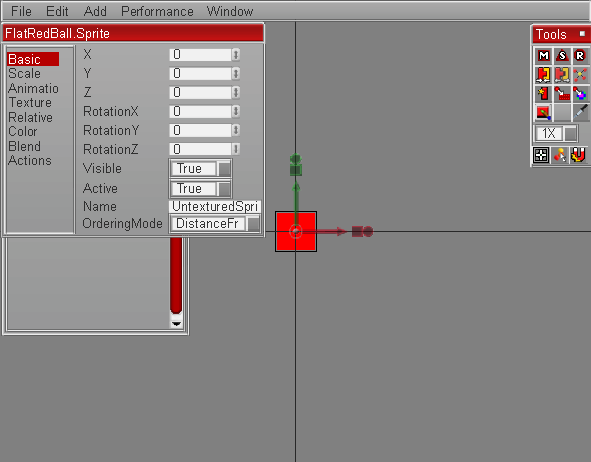 File Edit Add Performance Window
FlatRedBall.Sprite
Tools
Basic
Scale
Animatio
Texture
Relative
Color
Blend
Actions
X 0
Y 0
Z 0
RotationX 0
RotationY 0
RotationZ 0
Visible True
Active True
Name UntexturedSpri
OrderingMode DistanceFr
M S R
1X